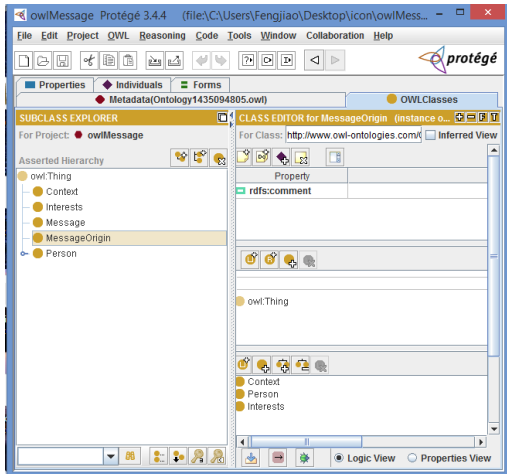 owlMessage Protégé 3.4.4 (file:\C:\Users\Fengjiao\Desktop\icon\owlMess...
File Edit Project OWL Reasoning Code Tools Window Collaboration Help
protégé
Properties Individuals Forms
Metadata(Ontology1435094805.owl) OWLClasses
SUBCLASS EXPLORER
For Project: owlMessage
Asserted Hierarchy
owl:Thing
Context
Interests
Message
MessageOrigin
Person
CLASS EDITOR for MessageOrigin (instance o...
For Class: http://www.owl-ontologies.com/ Inferred View
Property
rdfs:comment
owl:Thing
Context
Person
Interests
Logic View Properties View